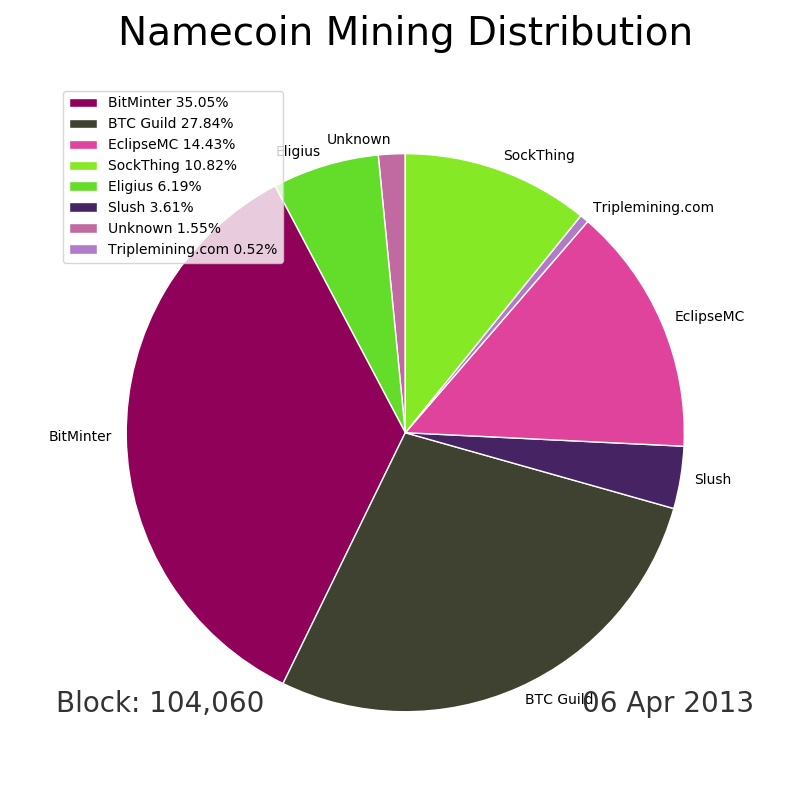 Namecoin Mining Distribution
BitMinter 35.05%
BTC Guild 27.84%
EclipseMC 14.43%
SockThing 10.82%
Eligius 6.19%
Slush 3.61%
Unknown 1.55%
Triplemining.com 0.52%
Unknown
Eligius
SockThing
Triplemining.com
EclipseMC
BitMinter
Slush
BTC Guild
Block: 104,060
06 Apr 2013